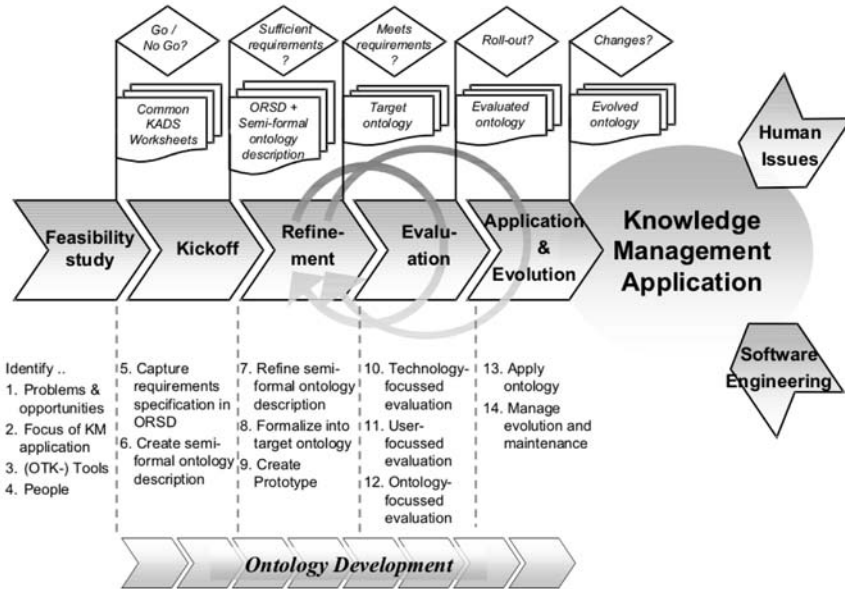 Go /
No Go?
Sufficient
requirements
?
Meets
requirements
?
Roll-out?
Changes?
Common
KADS
Worksheets
ORSD +
Semi-formal
ontology
description
Target
ontology
Evaluated
ontology
Evolved
ontology
Human
Issues
Feasibility
study
Kickoff
Refine-
ment
Evalu-
ation
Application
&
Evolution
Knowledge
Management
Application
Software
Engineering
Identify ..
1. Problems &
opportunities
2. Focus of KM
application
3. (OTK-) Tools
4. People
5. Capture
requirements
specification in
ORSD
6. Create semi-
formal ontology
description
7. Refine semi-
formal ontology
description
8. Formalize into
target ontology
9. Create
Prototype
10. Technology-
focussed
evaluation
11. User-
focussed
evaluation
12. Ontology-
focussed
evaluation
13. Apply
ontology
14. Manage
evolution and
maintenance
Ontology Development